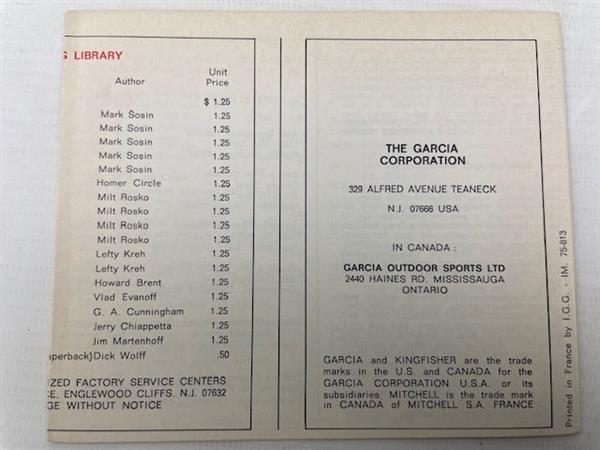 G LIBRARY
Author Unit Price
$ 1.25
Mark Sosin 1.25
Mark Sosin 1.25
Mark Sosin 1.25
Mark Sosin 1.25
Mark Sosin 1.25
Homer Circle 1.25
Milt Rosko 1.25
Milt Rosko 1.25
Milt Rosko 1.25
Milt Rosko 1.25
Lefty Kreh 1.25
Lefty Kreh 1.25
Howard Brent 1.25
Vlad Evanoff 1.25
G. A. Cunningham 1.25
Jerry Chiappetta 1.25
Jim Martenhoff 1.25
aperback) Dick Wolff .50
IZED FACTORY SERVICE CENTERS
CE, ENGLEWOOD CLIFFS. N.J. 07632
GE WITHOUT NOTICE
THE GARCIA
CORPORATION
329 ALFRED AVENUE TEANECK
N.J. 07666 USA
IN CANADA :
GARCIA OUTDOOR SPORTS LTD
2440 HAINES RD. MISSISSAUGA
ONTARIO
GARCIA and KINGFISHER are the trade
marks in the U.S. and CANADA for the
GARCIA CORPORATION U.S.A. or its
subsidiaries, MITCHELL is the trade mark
in CANADA of MITCHELL S.A. FRANCE
Printed in France by I.G.G. - IM. 75-813